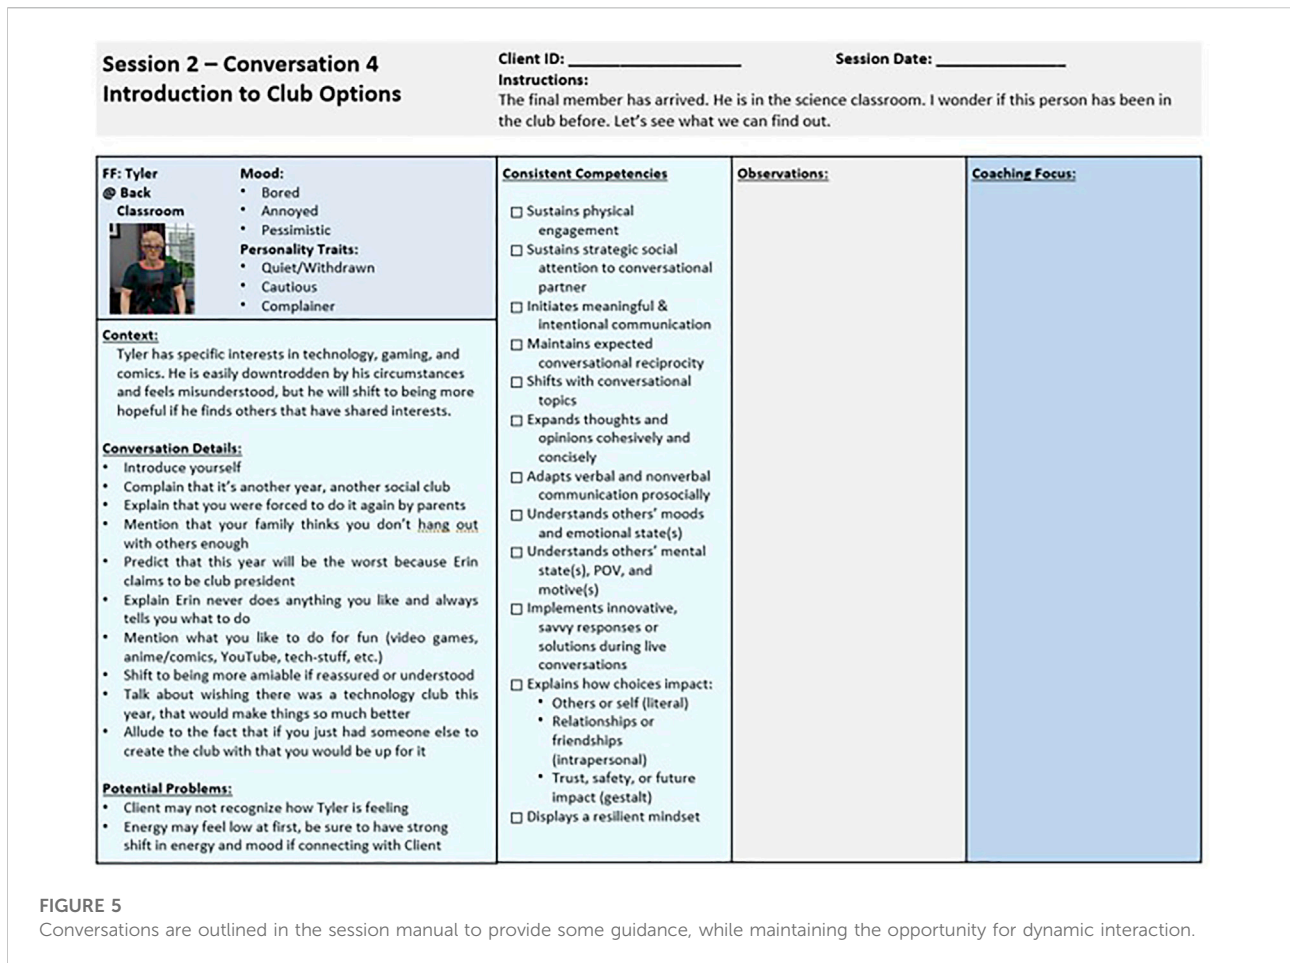 Session 2 – Conversation 4
Introduction to Club Options
Client ID: ____________________
Session Date: _______________
Instructions:
The final member has arrived. He is in the science classroom. I wonder if this person has been in
the club before. Let's see what we can find out.
FF: Tyler
@ Back
Classroom
Mood:
• Bored
• Annoyed
• Pessimistic
Personality Traits:
• Quiet/Withdrawn
• Cautious
• Complainer
Context:
Tyler has specific interests in technology, gaming, and
comics. He is easily downtrodden by his circumstances
and feels misunderstood, but he will shift to being more
hopeful if he finds others that have shared interests.
Conversation Details:
• Introduce yourself
• Complain that it's another year, another social club
• Explain that you were forced to do it again by parents
• Mention that your family thinks you don't hang out
with others enough
• Predict that this year will be the worst because Erin
claims to be club president
• Explain Erin never does anything you like and always
tells you what to do
• Mention what you like to do for fun (video games,
anime/comics, YouTube, tech-stuff, etc.)
• Shift to being more amiable if reassured or understood
• Talk about wishing there was a technology club this
year, that would make things so much better
• Allude to the fact that if you just had someone else to
create the club with that you would be up for it
Potential Problems:
• Client may not recognize how Tyler is feeling
• Energy may feel low at first, be sure to have strong
shift in energy and mood if connecting with Client
Consistent Competencies
☐ Sustains physical
engagement
☐ Sustains strategic social
attention to conversational
partner
☐ Initiates meaningful &
intentional communication
☐ Maintains expected
conversational reciprocity
☐ Shifts with conversational
topics
☐ Expands thoughts and
opinions cohesively and
concisely
☐ Adapts verbal and nonverbal
communication prosocially
☐ Understands others' moods
and emotional state(s)
☐ Understands others' mental
state(s), POV, and
motive(s)
☐ Implements innovative,
savvy responses or
solutions during live
conversations
☐ Explains how choices impact:
• Others or self (literal)
• Relationships or
friendships
(intrapersonal)
• Trust, safety, or future
impact (gestalt)
☐ Displays a resilient mindset
Observations:
Coaching Focus:
FIGURE 5
Conversations are outlined in the session manual to provide some guidance, while maintaining the opportunity for dynamic interaction.